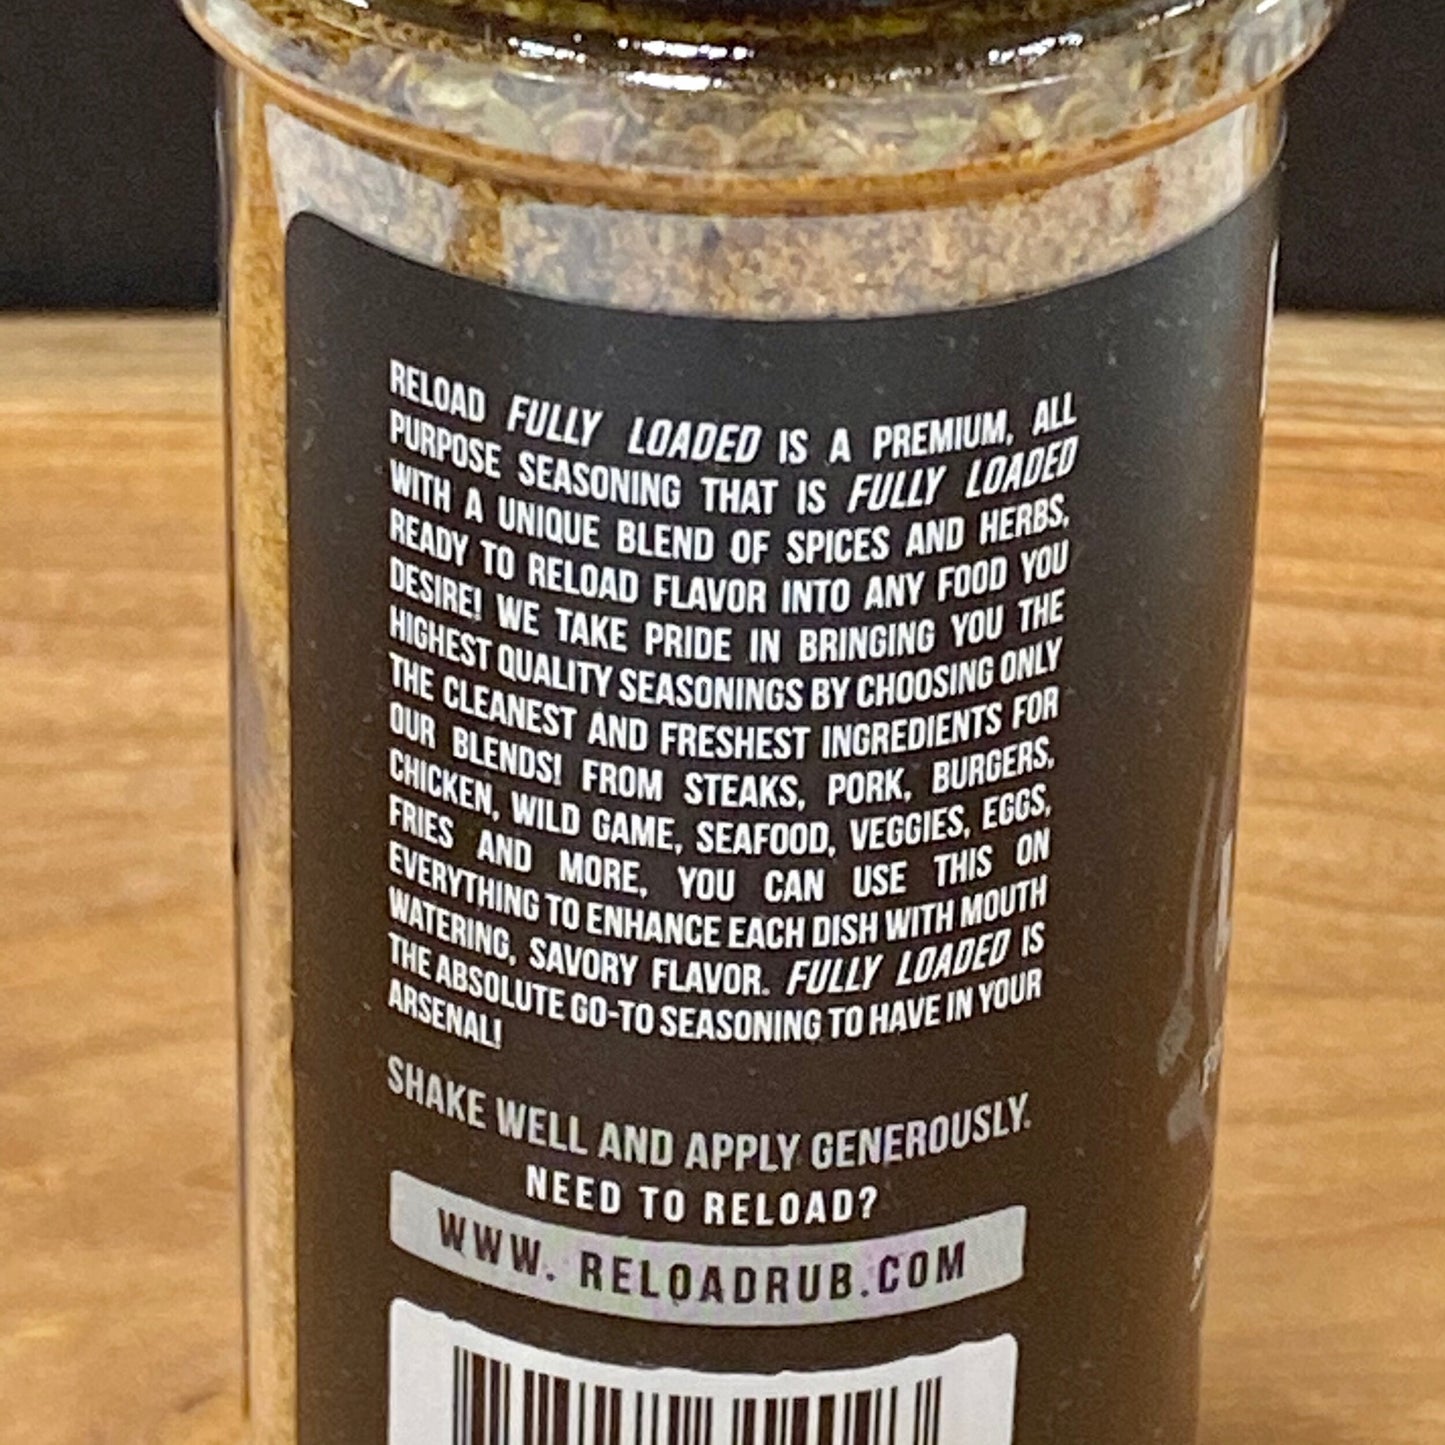 RELOAD FULLY LOADED IS A PREMIUM, ALL
PURPOSE SEASONING THAT IS FULLY LOADED
WITH A UNIQUE BLEND OF SPICES AND HERBS,
READY TO RELOAD FLAVOR INTO ANY FOOD YOU
DESIRE! WE TAKE PRIDE IN BRINGING YOU THE
HIGHEST QUALITY SEASONINGS BY CHOOSING ONLY
THE CLEANEST AND FRESHEST INGREDIENTS FOR
OUR BLENDS! FROM STEAKS, PORK, BURGERS,
CHICKEN, WILD GAME, SEAFOOD, VEGGIES, EGGS,
FRIES AND MORE, YOU CAN USE THIS ON
EVERYTHING TO ENHANCE EACH DISH WITH MOUTH
WATERING, SAVORY FLAVOR. FULLY LOADED IS
THE ABSOLUTE GO-TO SEASONING TO HAVE IN YOUR
ARSENAL!
SHAKE WELL AND APPLY GENEROUSLY.
NEED TO RELOAD?
WWW. RELOADRUB.COM